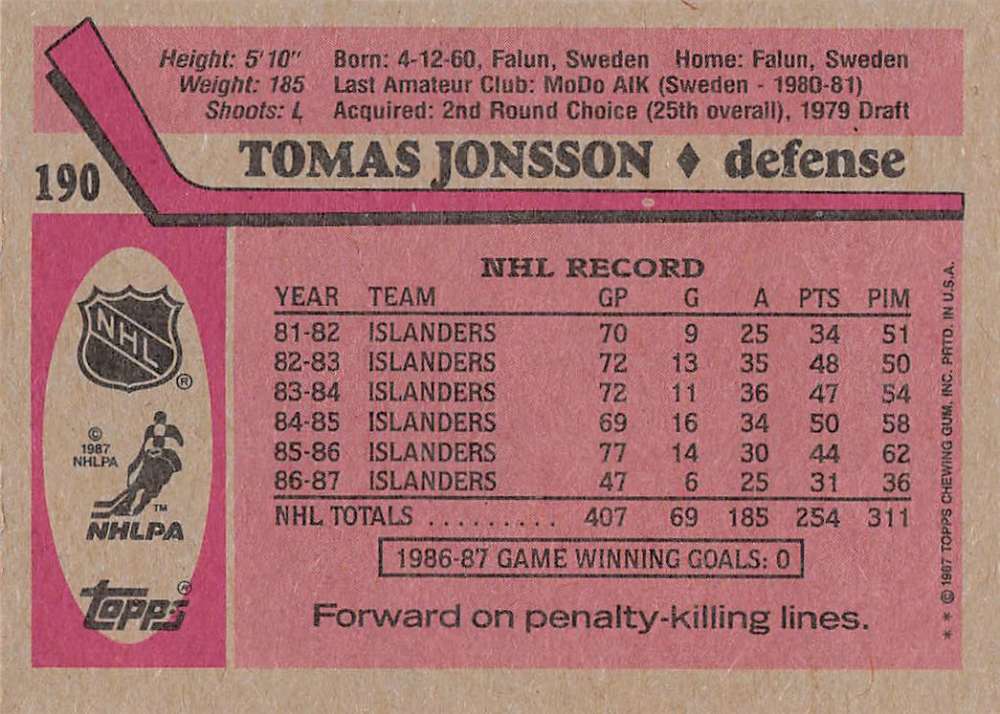 Height: 5'10" Born: 4-12-60, Falun, Sweden Home: Falun, Sweden
Weight: 185 Last Amateur Club: MoDo AIK (Sweden - 1980-81)
Shoots: L Acquired: 2nd Round Choice (25th overall), 1979 Draft
190 TOMAS JONSSON ♦ defense
NHL RECORD
YEAR TEAM GP G A PTS PIM
81-82 ISLANDERS 70 9 25 34 51
82-83 ISLANDERS 72 13 35 48 50
83-84 ISLANDERS 72 11 36 47 54
84-85 ISLANDERS 69 16 34 50 58
85-86 ISLANDERS 77 14 30 44 62
86-87 ISLANDERS 47 6 25 31 36
NHL TOTALS .......... 407 69 185 254 311
1986-87 GAME WINNING GOALS: 0
Forward on penalty-killing lines.
NHL ®
©
1987
NHLPA
TM
NHLPA
topps ®
* * © 1987 TOPPS CHEWING GUM, INC. PRTD. IN U.S.A.